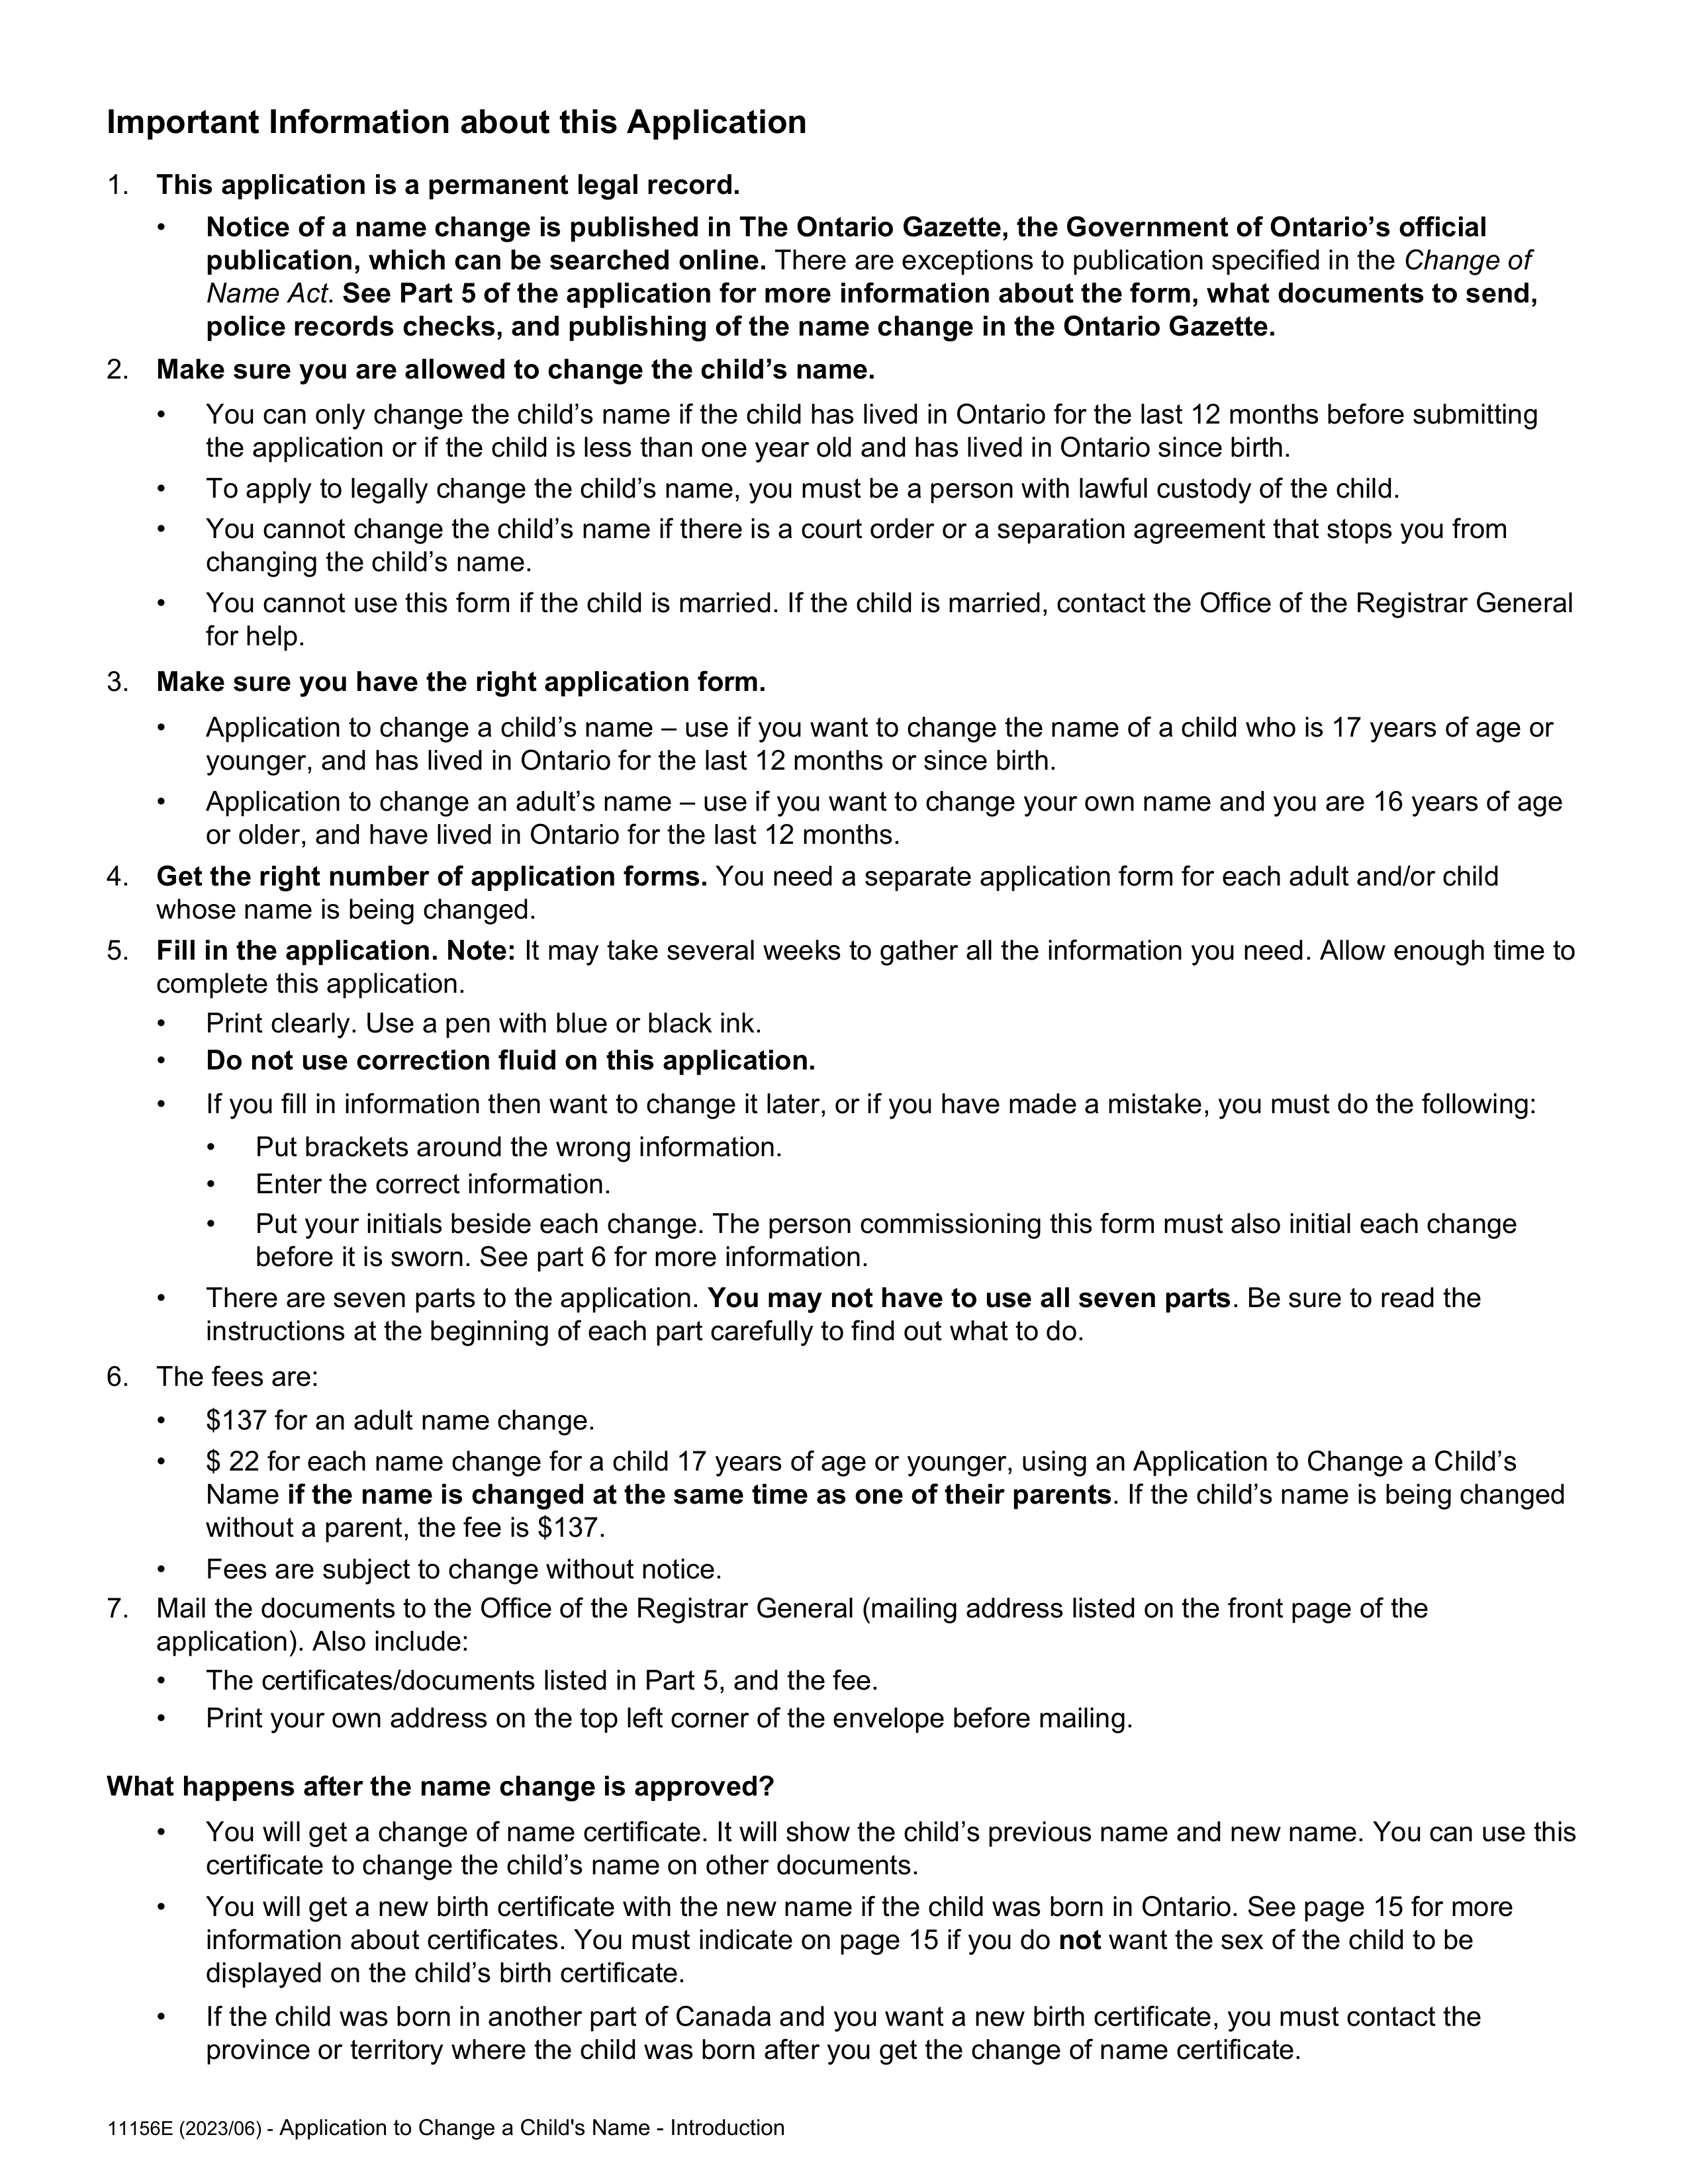 Important Information about this Application
1. This application is a permanent legal record.
• Notice of a name change is published in The Ontario Gazette, the Government of Ontario’s official
publication, which can be searched online. There are exceptions to publication specified in the Change of
Name Act. See Part 5 of the application for more information about the form, what documents to send,
police records checks, and publishing of the name change in the Ontario Gazette.
2. Make sure you are allowed to change the child’s name.
• You can only change the child’s name if the child has lived in Ontario for the last 12 months before submitting
the application or if the child is less than one year old and has lived in Ontario since birth.
• To apply to legally change the child’s name, you must be a person with lawful custody of the child.
• You cannot change the child’s name if there is a court order or a separation agreement that stops you from
changing the child’s name.
• You cannot use this form if the child is married. If the child is married, contact the Office of the Registrar General
for help.
3. Make sure you have the right application form.
• Application to change a child’s name – use if you want to change the name of a child who is 17 years of age or
younger, and has lived in Ontario for the last 12 months or since birth.
• Application to change an adult’s name – use if you want to change your own name and you are 16 years of age
or older, and have lived in Ontario for the last 12 months.
4. Get the right number of application forms. You need a separate application form for each adult and/or child
whose name is being changed.
5. Fill in the application. Note: It may take several weeks to gather all the information you need. Allow enough time to
complete this application.
• Print clearly. Use a pen with blue or black ink.
• Do not use correction fluid on this application.
• If you fill in information then want to change it later, or if you have made a mistake, you must do the following:
• Put brackets around the wrong information.
• Enter the correct information.
• Put your initials beside each change. The person commissioning this form must also initial each change
before it is sworn. See part 6 for more information.
• There are seven parts to the application. You may not have to use all seven parts. Be sure to read the
instructions at the beginning of each part carefully to find out what to do.
6. The fees are:
• $137 for an adult name change.
• $ 22 for each name change for a child 17 years of age or younger, using an Application to Change a Child’s
Name if the name is changed at the same time as one of their parents. If the child’s name is being changed
without a parent, the fee is $137.
• Fees are subject to change without notice.
7. Mail the documents to the Office of the Registrar General (mailing address listed on the front page of the
application). Also include:
• The certificates/documents listed in Part 5, and the fee.
• Print your own address on the top left corner of the envelope before mailing.
What happens after the name change is approved?
• You will get a change of name certificate. It will show the child’s previous name and new name. You can use this
certificate to change the child’s name on other documents.
• You will get a new birth certificate with the new name if the child was born in Ontario. See page 15 for more
information about certificates. You must indicate on page 15 if you do not want the sex of the child to be
displayed on the child’s birth certificate.
• If the child was born in another part of Canada and you want a new birth certificate, you must contact the
province or territory where the child was born after you get the change of name certificate.
11156E (2023/06) - Application to Change a Child's Name - Introduction